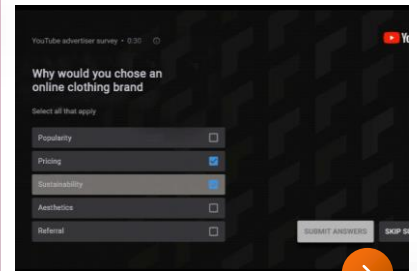 YouTube advertiser survey • 0:30
Why would you chose an
online clothing brand
Select all that apply
Popularity
Pricing
Sustainability
Aesthetics
Referral
SUBMIT ANSWERS
SKIP